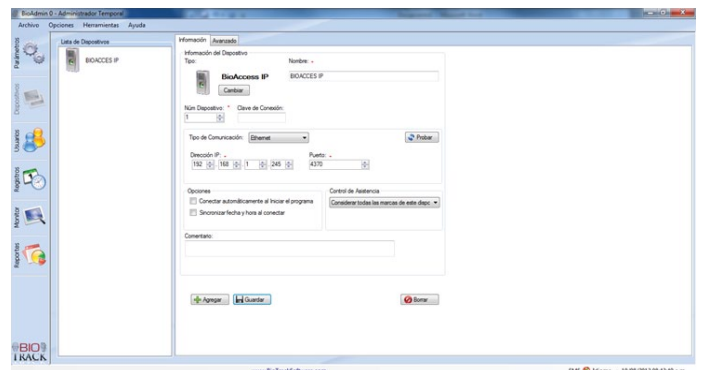 BioAdmin 0 - Administrador Temporel
Archivo Opciones Herramientas Ayuda
Parámetros
Dispositivos
Usuarios
Registros
Monitor
Reportes
BIO
TRACK
Lista de Dispositivos
BIOACCES IP
Información Avanzado
Información del Dispositivo
Tipo: Nombre:
BioAccess IP
BIOACCES IP
Cambiar
Núm Dispositivo: * Clave de Conexión:
1
Tipo de Comunicación: Ethernet
Probar
Dirección IP: Puerto:
192 . 168 . 1 . 245 4370
Opciones
Conectar automáticamente al Iniciar el programa
Sincronizar fecha y hora al conectar
Control de Asistencia
Considerar todas las marcas de este dispc
Comentario:
Agregar Guardar Borrar